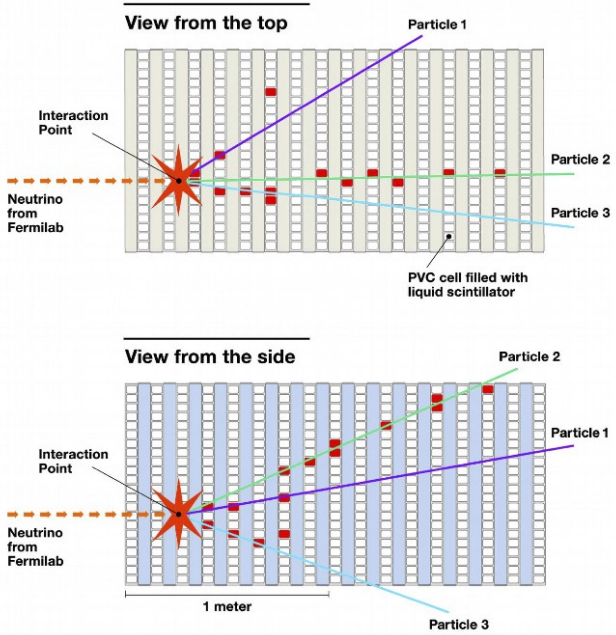 View from the top
Particle 1
Interaction
Point
Particle 2
Neutrino
from
Fermilab
Particle 3
PVC cell filled with
liquid scintillator
View from the side
Particle 2
Particle 1
Interaction
Point
Neutrino
from
Fermilab
1 meter
Particle 3